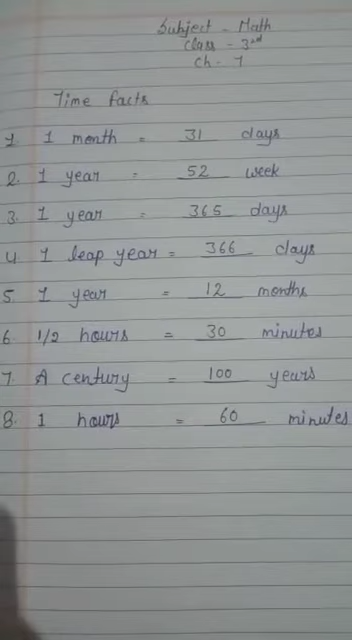 Subject - Math
Class - 3rd
Ch - 7
Time facts
1. 1 month = 31 days
2. 1 year = 52 week
3. 1 year = 365 days
4. 1 leap year = 366 days
5. 1 year = 12 months
6. 1/2 hours = 30 minutes
7. A century = 100 years
8. 1 hours = 60 minutes